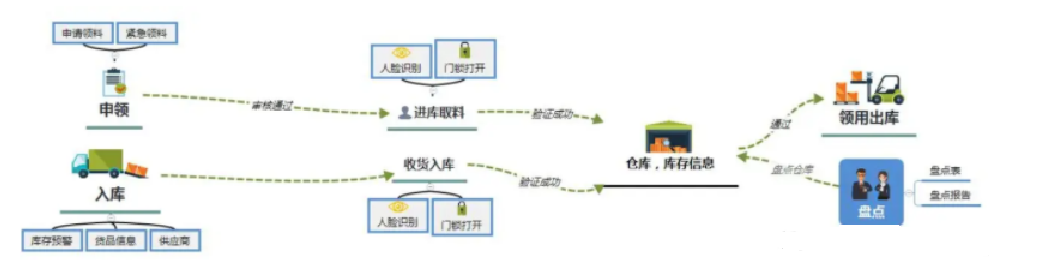 申请领料
紧急领料
申领
审核通过
人脸识别
门锁打开
进库取料
验证成功
通过
领用出库
入库
库存预警
货品信息
供应商
收货入库
人脸识别
门锁打开
验证成功
仓库，库存信息
盘点仓库
盘点
盘点表
盘点报告